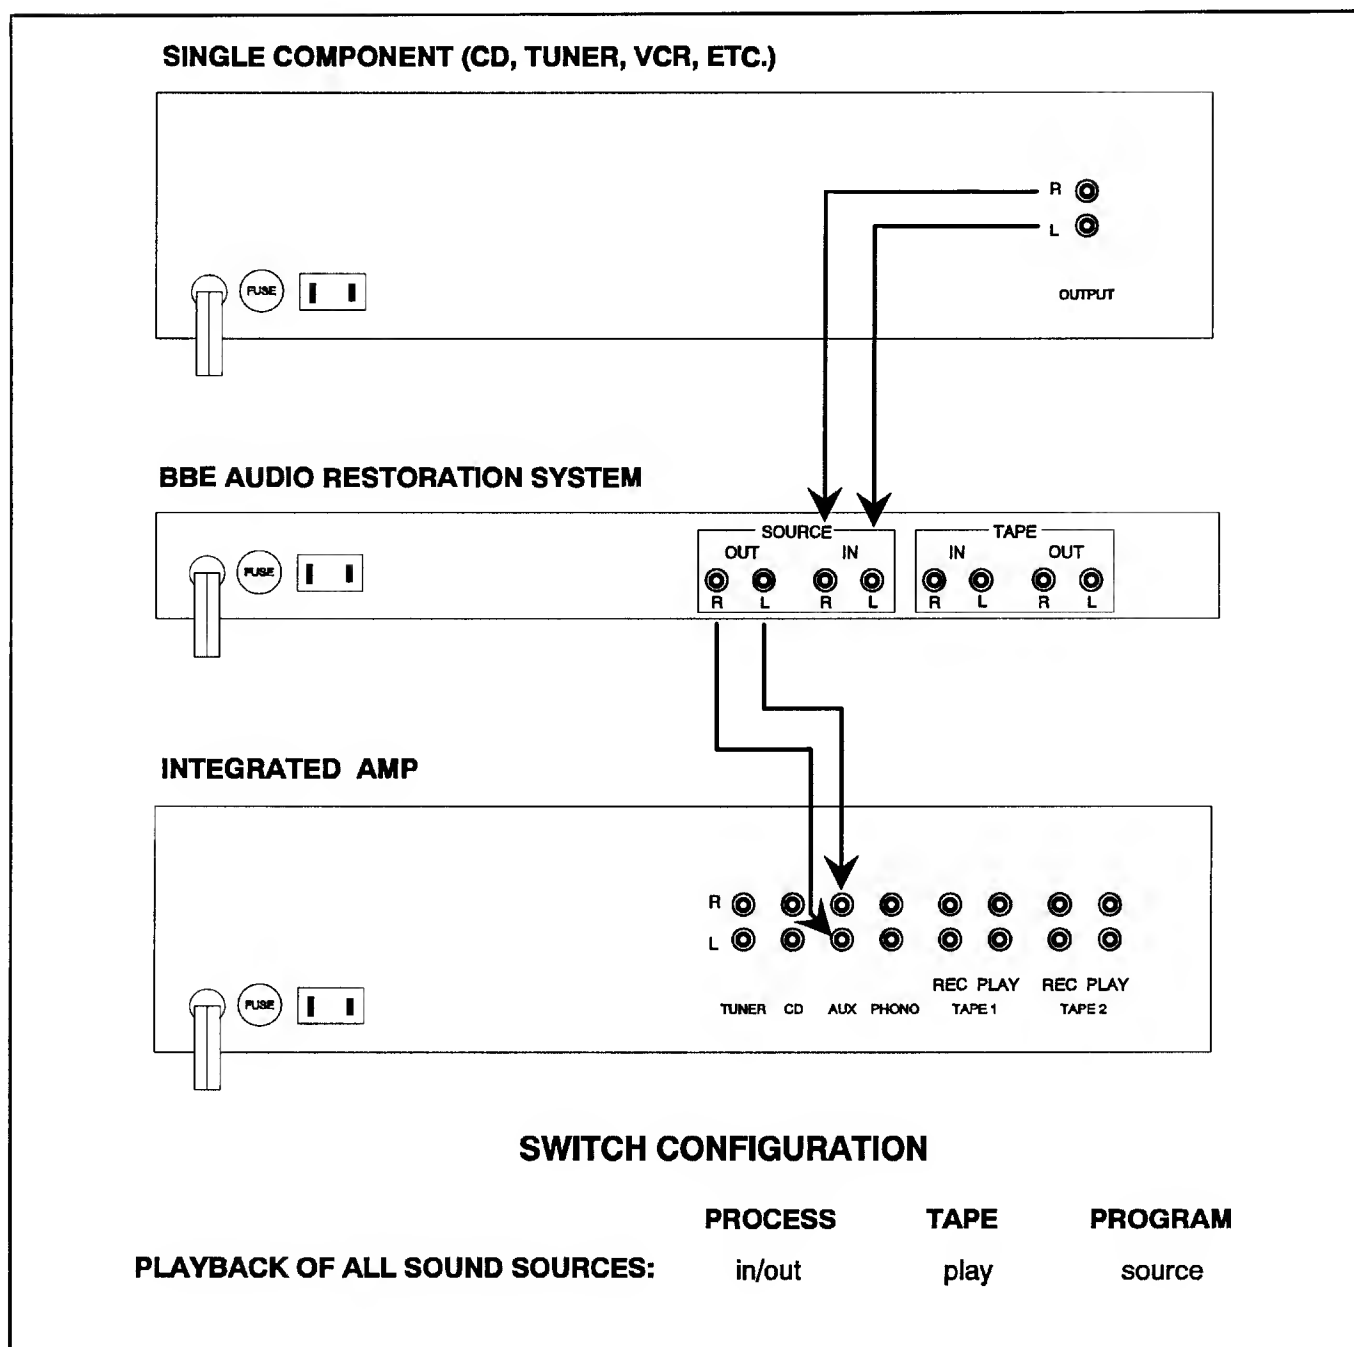 SINGLE COMPONENT (CD, TUNER, VCR, ETC.)
R
L
FUSE
OUTPUT
BBE AUDIO RESTORATION SYSTEM
SOURCE TAPE
OUT IN IN OUT
FUSE
R L R L R L R L
INTEGRATED AMP
R
L
REC PLAY REC PLAY
FUSE
TUNER CD AUX PHONO TAPE 1 TAPE 2
SWITCH CONFIGURATION
PROCESS TAPE PROGRAM
PLAYBACK OF ALL SOUND SOURCES: in/out play source